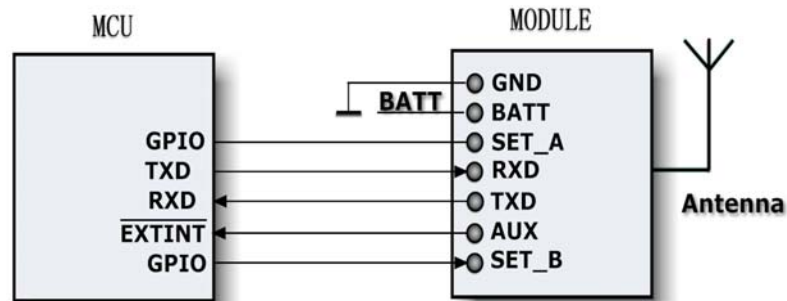 MCU
MODULE
GND
BATT
BATT
GPIO
SET_A
TXD
RXD
RXD
TXD
EXTINT
AUX
GPIO
SET_B
Antenna